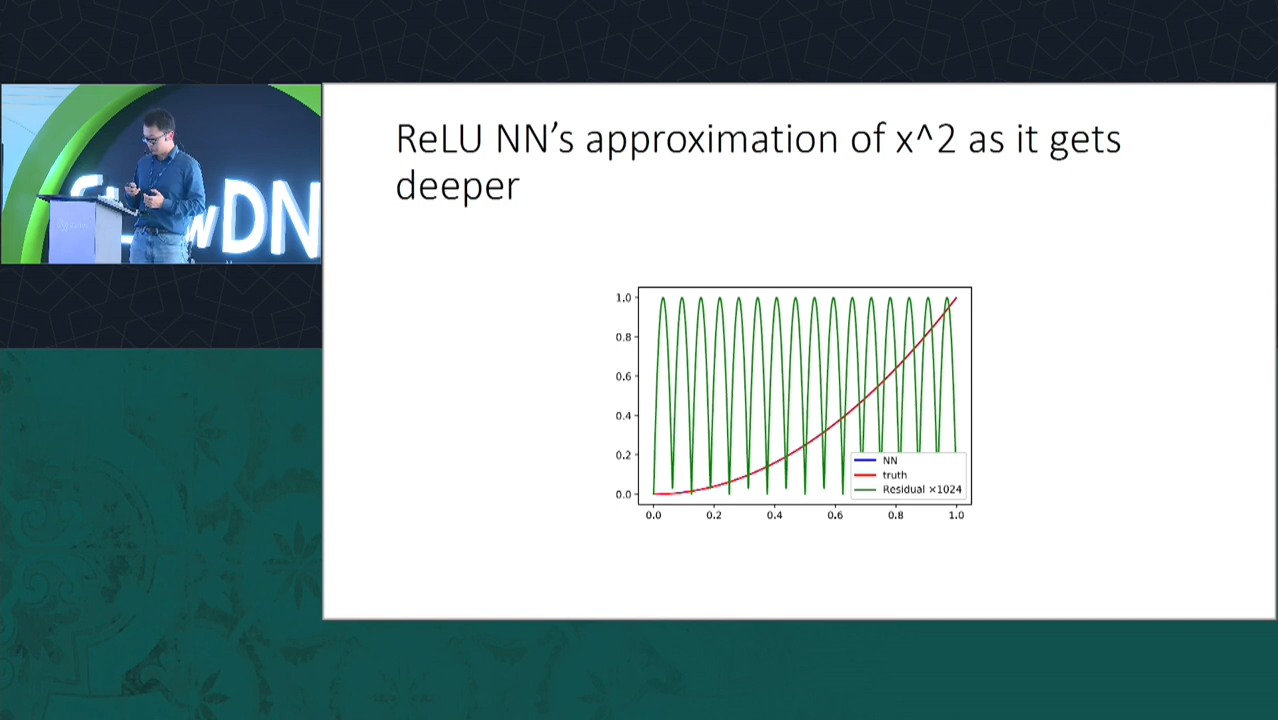 ReLU NN’s approximation of x^2 as it gets
deeper
1.0
0.8
0.6
0.4
0.2
0.0
0.0 0.2 0.4 0.6 0.8 1.0
NN
truth
Residual ×1024
wDN